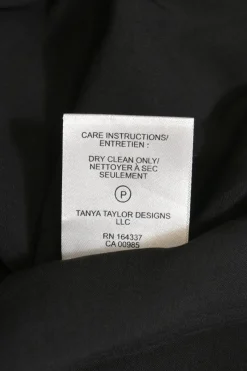 CARE INSTRUCTIONS/
ENTRETIEN :
DRY CLEAN ONLY/
NETTOYER À SEC
SEULEMENT
P
TANYA TAYLOR DESIGNS
LLC
RN 164337
CA 00985